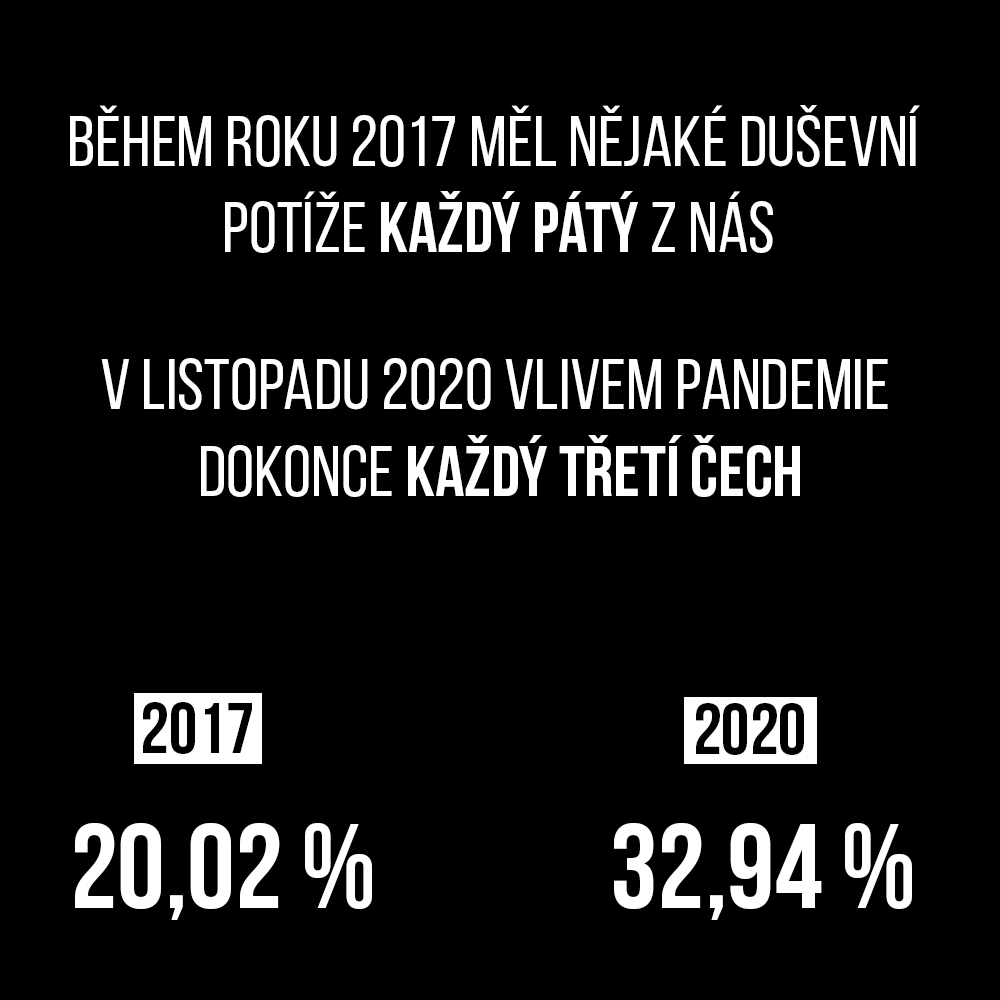 BĚHEM ROKU 2017 MĚL NĚJAKÉ DUŠEVNÍ
POTÍŽE KAŽDÝ PÁTÝ Z NÁS
V LISTOPADU 2020 VLIVEM PANDEMIE
DOKONCE KAŽDÝ TŘETÍ ČECH
2017
2020
20,02 %
32,94 %